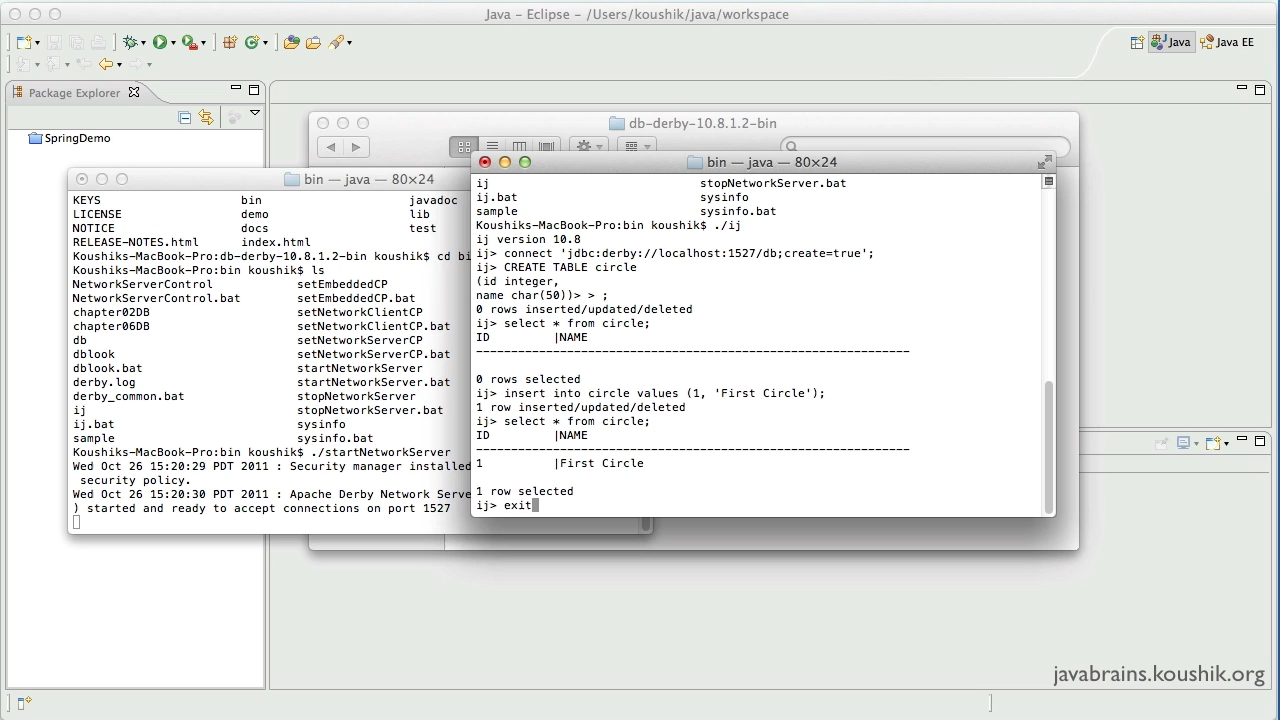 Java – Eclipse – /Users/koushik/java/workspace
Java
Java EE
Package Explorer
SpringDemo
db-derby-10.8.1.2-bin
bin — java — 80×24
KEYS bin javadoc
LICENSE demo lib
NOTICE docs test
RELEASE-NOTES.html index.html
Koushiks-MacBook-Pro:db-derby-10.8.1.2-bin koushik$ cd bi
Koushiks-MacBook-Pro:bin koushik$ ls
NetworkServerControl setEmbeddedCP
NetworkServerControl.bat setEmbeddedCP.bat
chapter02DB setNetworkClientCP
chapter06DB setNetworkClientCP.bat
db setNetworkServerCP
dblook setNetworkServerCP.bat
dblook.bat startNetworkServer
derby.log startNetworkServer.bat
derby_common.bat stopNetworkServer
ij stopNetworkServer.bat
ij.bat sysinfo
sample sysinfo.bat
Koushiks-MacBook-Pro:bin koushik$ ./startNetworkServer
Wed Oct 26 15:20:29 PDT 2011 : Security manager installed
security policy.
Wed Oct 26 15:20:30 PDT 2011 : Apache Derby Network Serve
) started and ready to accept connections on port 1527
bin — java — 80×24
ij stopNetworkServer.bat
ij.bat sysinfo
sample sysinfo.bat
Koushiks-MacBook-Pro:bin koushik$ ./ij
ij version 10.8
ij> connect 'jdbc:derby://localhost:1527/db;create=true';
ij> CREATE TABLE circle
(id integer,
name char(50))> > ;
0 rows inserted/updated/deleted
ij> select * from circle;
ID |NAME
--------------------------------------------------------------
0 rows selected
ij> insert into circle values (1, 'First Circle');
1 row inserted/updated/deleted
ij> select * from circle;
ID |NAME
--------------------------------------------------------------
1 |First Circle
1 row selected
ij> exit
javabrains.koushik.org